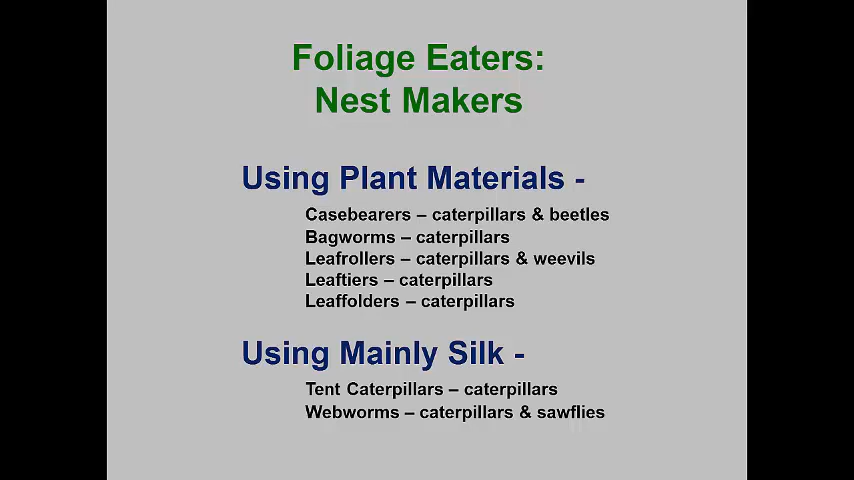 Foliage Eaters:
Nest Makers
Using Plant Materials -
Casebearers – caterpillars & beetles
Bagworms – caterpillars
Leafrollers – caterpillars & weevils
Leaftiers – caterpillars
Leaffolders – caterpillars
Using Mainly Silk -
Tent Caterpillars – caterpillars
Webworms – caterpillars & sawflies